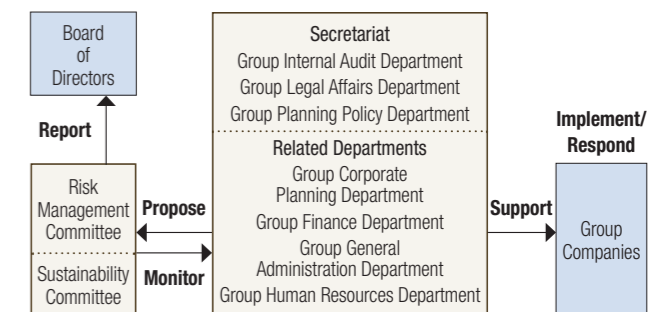 Board
of
Directors
Report
Risk
Management
Committee
Sustainability
Committee
Propose
Monitor
Secretariat
Group Internal Audit Department
Group Legal Affairs Department
Group Planning Policy Department
Related Departments
Group Corporate
Planning Department
Group Finance Department
Group General
Administration Department
Group Human Resources Department
Support
Implement/
Respond
Group
Companies